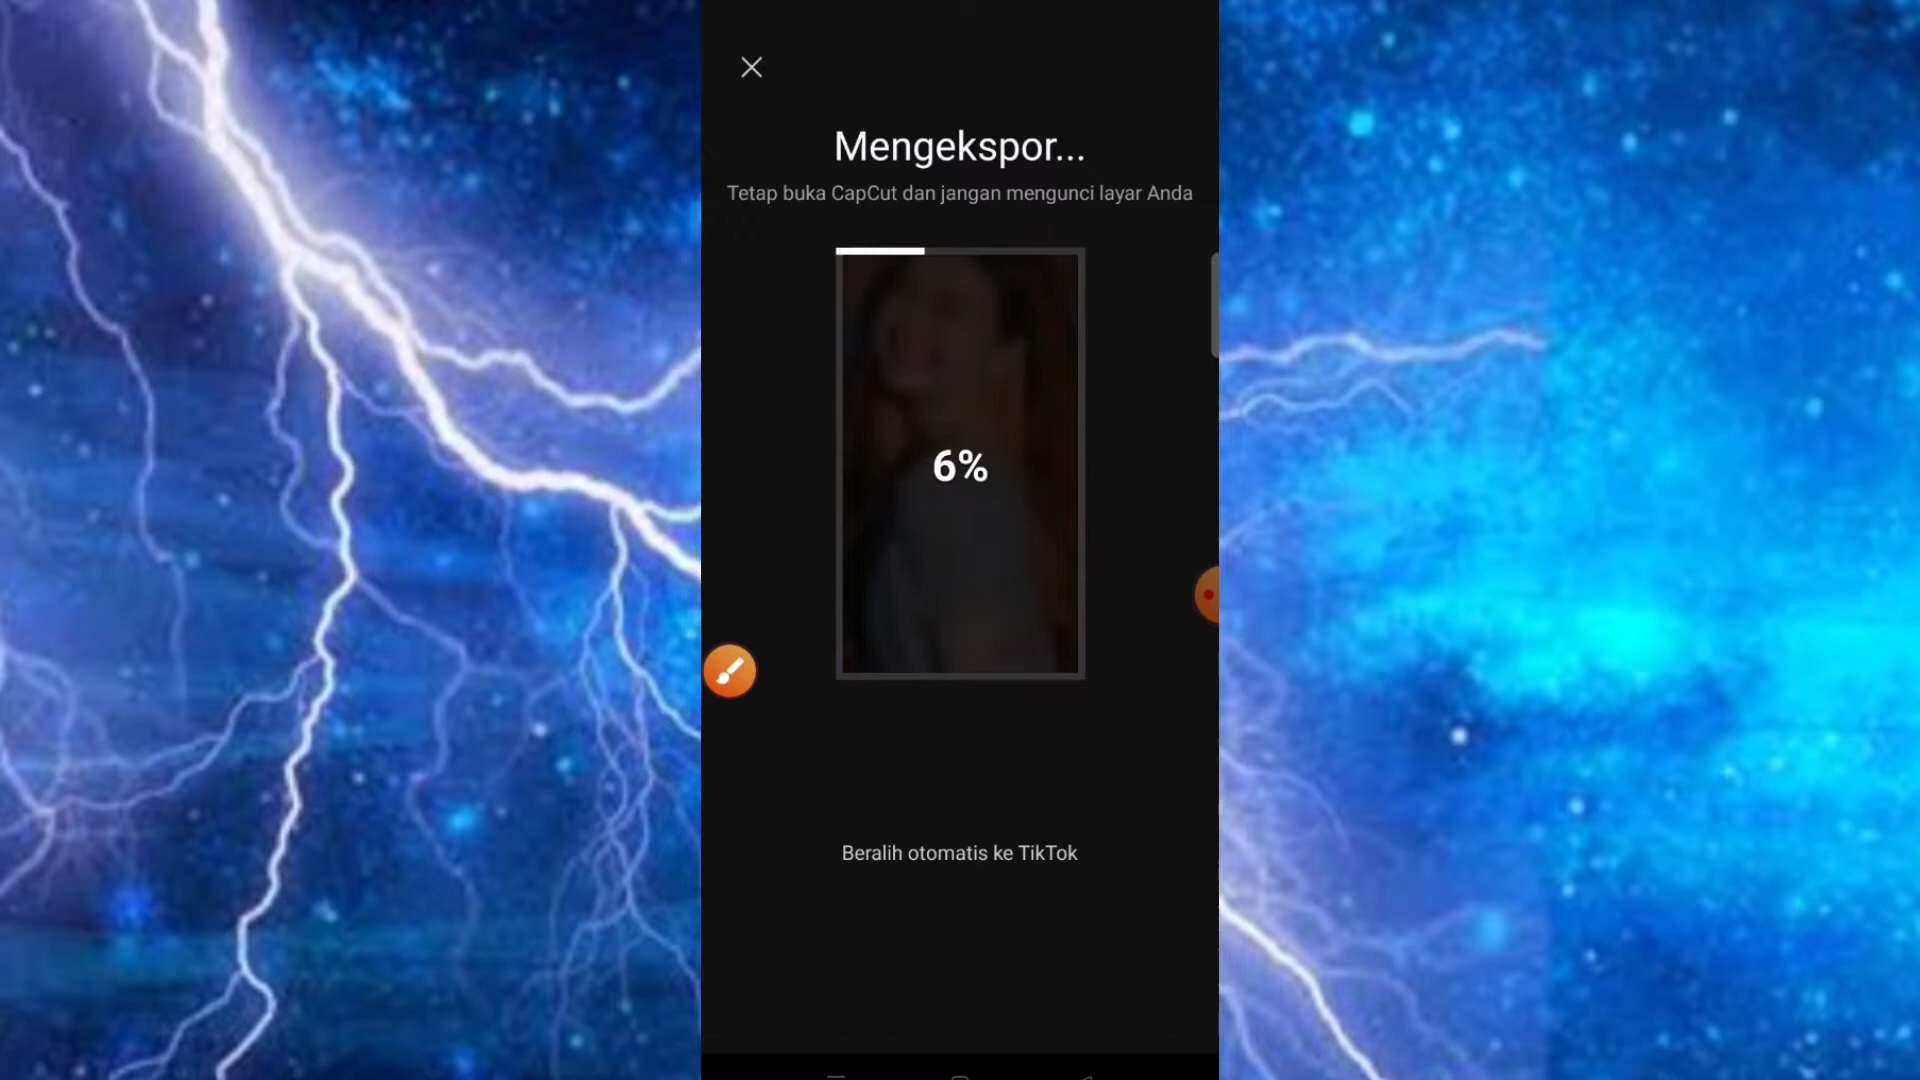 Mengekspor...
Tetap buka CapCut dan jangan mengunci layar Anda
6%
Beralih otomatis ke TikTok